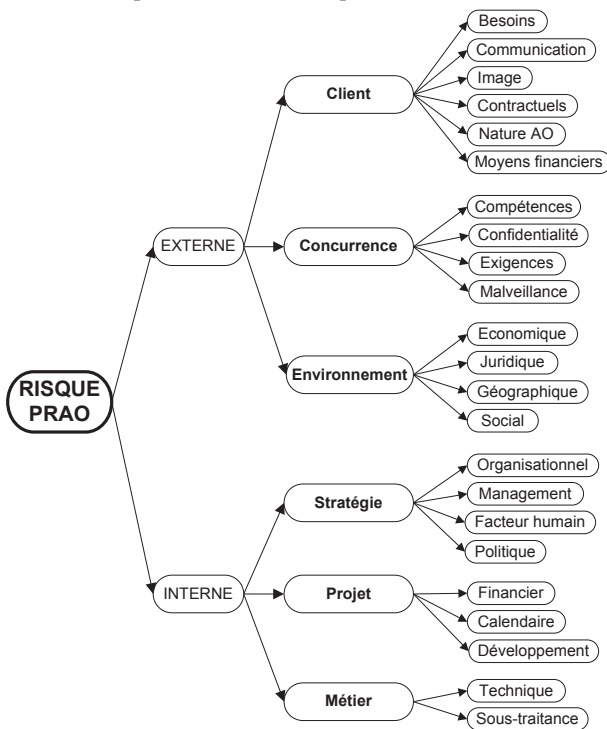 RISQUE
PRAO
EXTERNE
Client
Besoins
Communication
Image
Contractuels
Nature AO
Moyens financiers
Concurrence
Compétences
Confidentialité
Exigences
Malveillance
Environnement
Economique
Juridique
Géographique
Social
INTERNE
Stratégie
Organisationnel
Management
Facteur humain
Politique
Projet
Financier
Calendaire
Développement
Métier
Technique
Sous-traitance